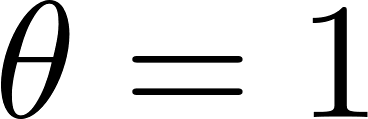 θ = 1